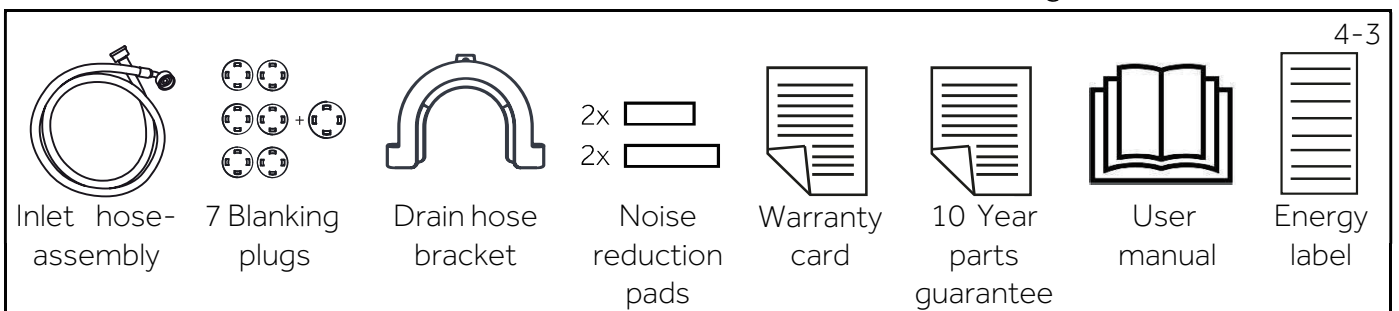 4-3
+
2x
2x
Inlet hose-
assembly
7 Blanking
plugs
Drain hose
bracket
Noise
reduction
pads
Warranty
card
10 Year
parts
guarantee
User
manual
Energy
label